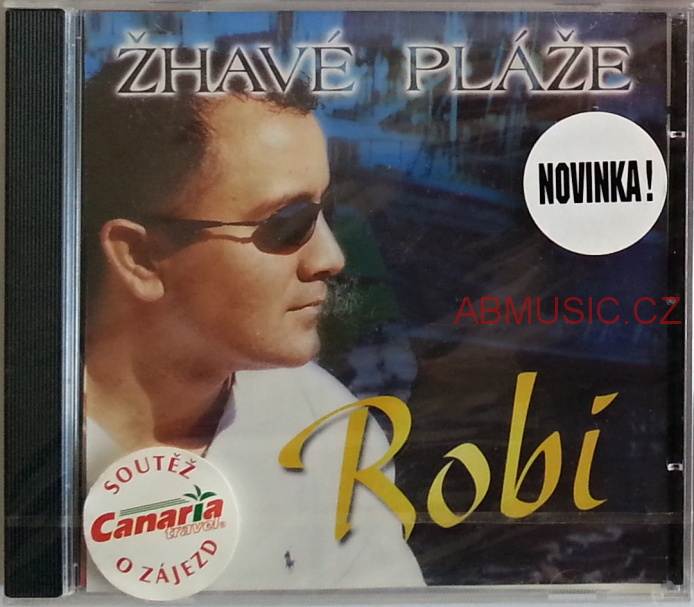 ŽHAVÉ PLÁŽE
NOVINKA!
ABMUSIC.CZ
Robi
SOUTĚŽ
Canaria
travel®
O ZÁJEZD